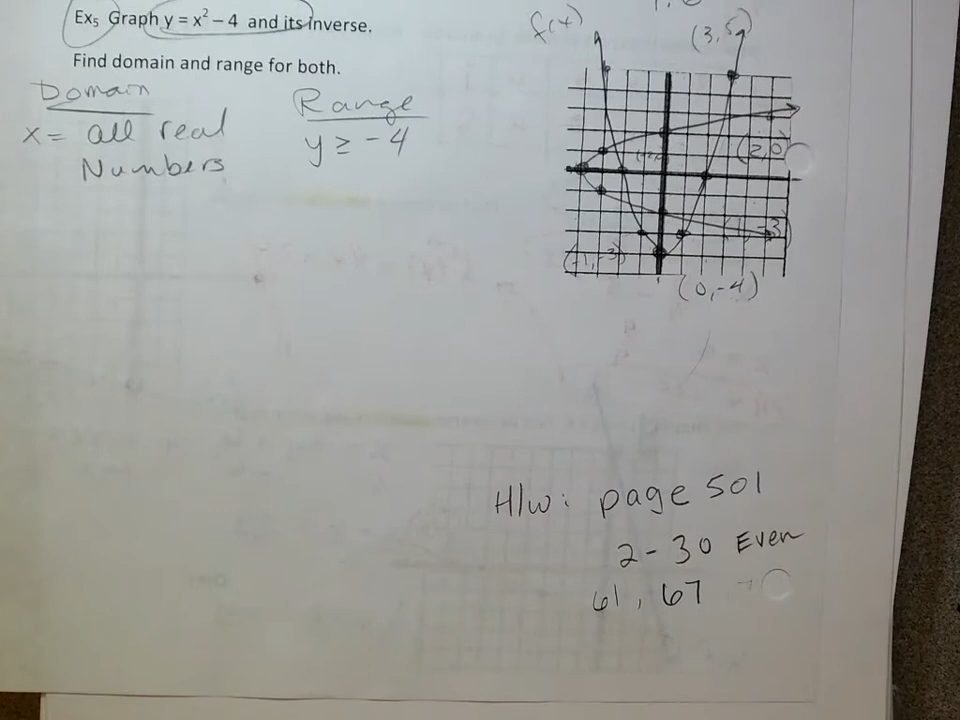 Ex5 Graph y = x² – 4 and its inverse.
Find domain and range for both.
Domain
x = all real
Numbers
Range
y ≥ -4
(3,5)
(2,0)
(-1,-3)
(0,-4)
H/w: page 501
2 - 30 Even
61, 67